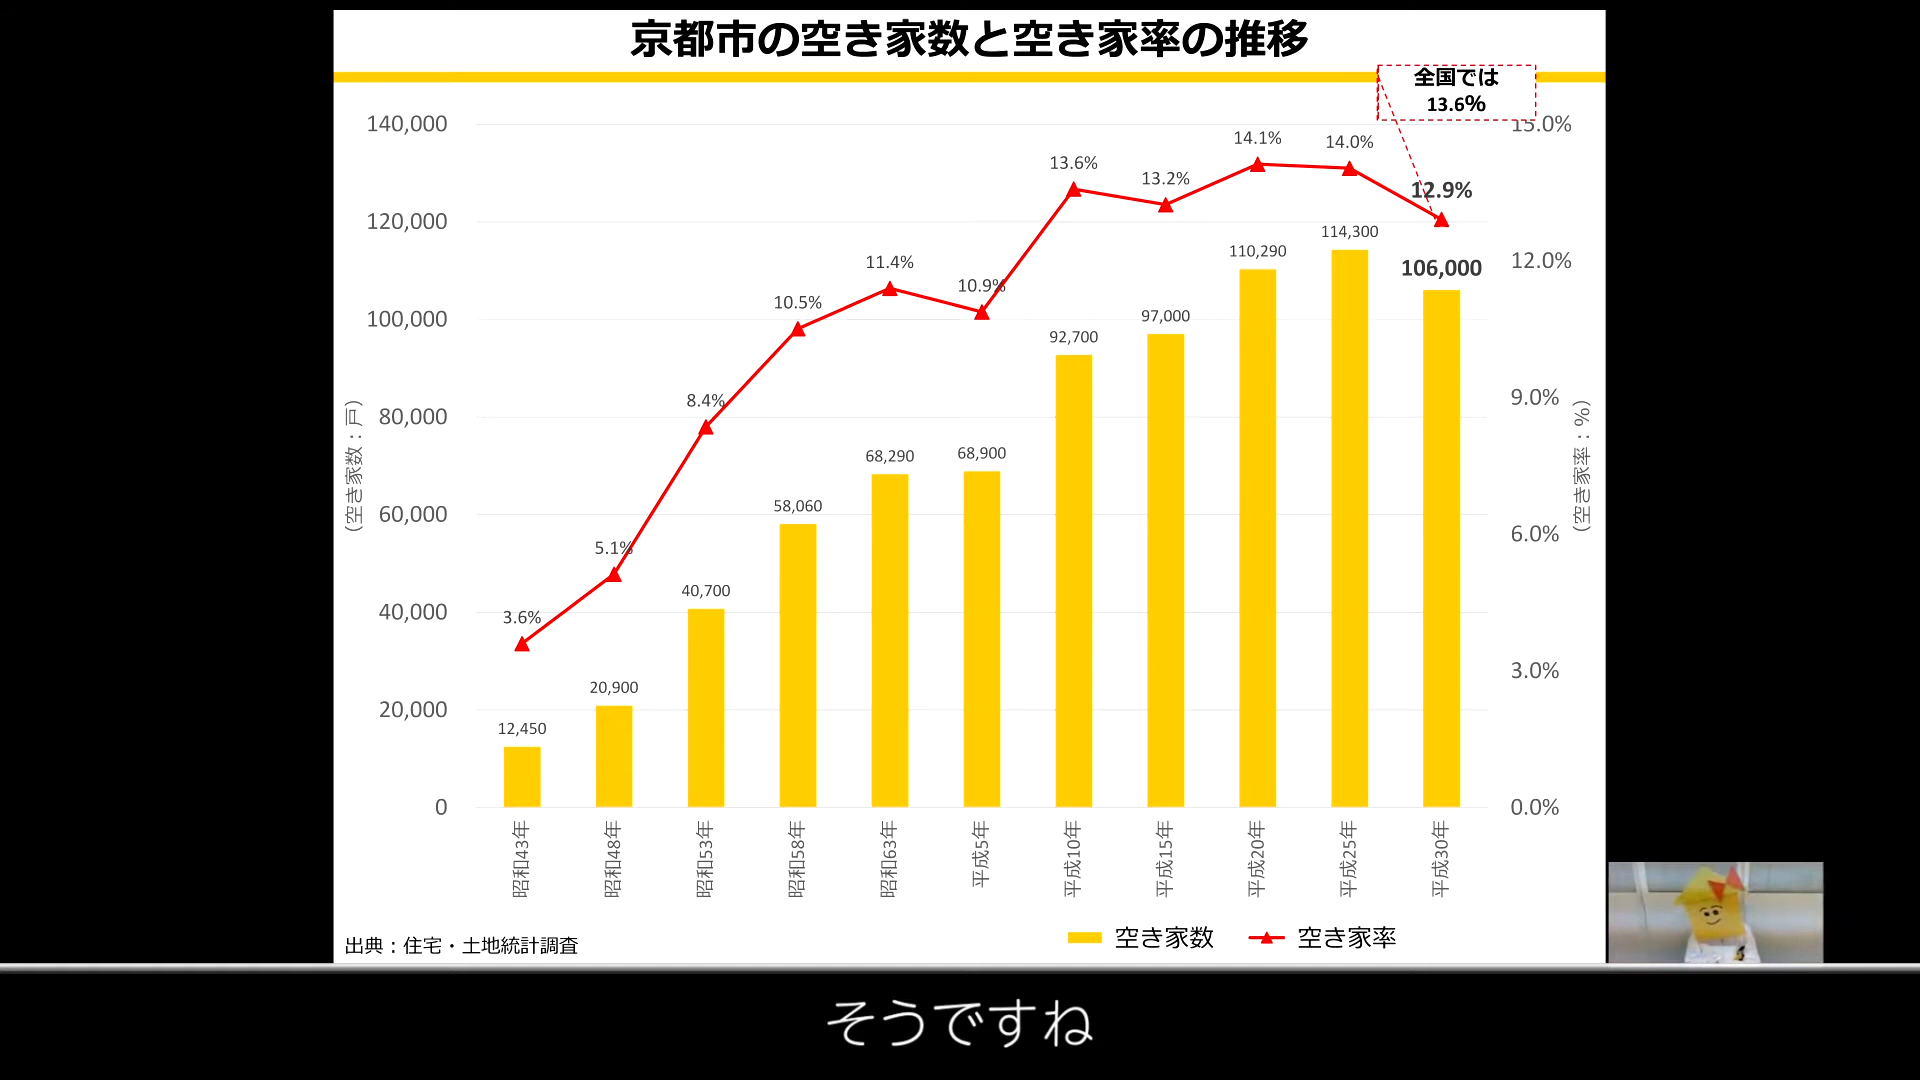 京都市の空き家数と空き家率の推移
全国では
13.6%
140,000
120,000
100,000
80,000
60,000
40,000
20,000
0
(空き家数：戸)
15.0%
12.0%
9.0%
6.0%
3.0%
0.0%
(空き家率：%)
3.6%
5.1%
8.4%
10.5%
11.4%
10.9%
13.6%
13.2%
14.1%
14.0%
12.9%
12,450
20,900
40,700
58,060
68,290
68,900
92,700
97,000
110,290
114,300
106,000
昭和43年
昭和48年
昭和53年
昭和58年
昭和63年
平成5年
平成10年
平成15年
平成20年
平成25年
平成30年
空き家数
空き家率
出典：住宅・土地統計調査
そうですね